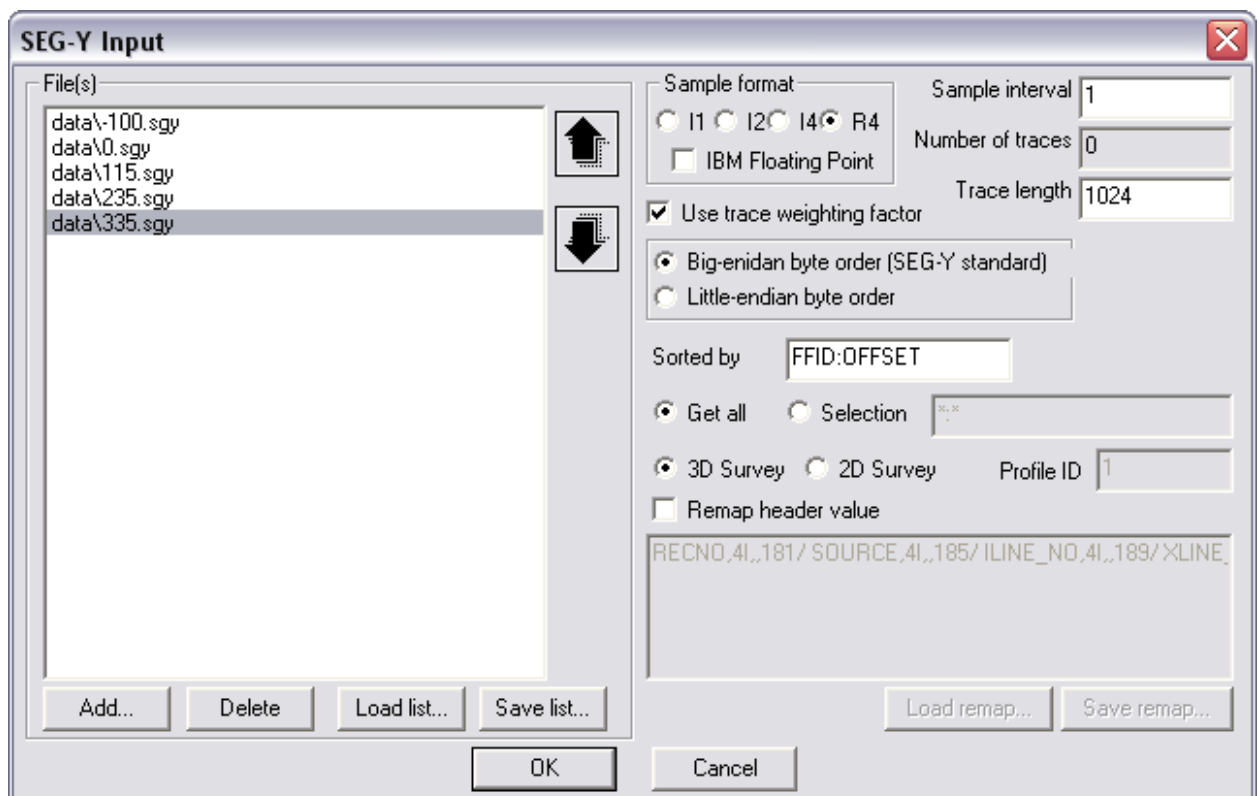 SEG-Y Input
File(s)
data\-100.sgy
data\0.sgy
data\115.sgy
data\235.sgy
data\335.sgy
Add...
Delete
Load list...
Save list...
Sample format
I1 I2 I4 R4
IBM Floating Point
Sample interval 1
Number of traces 0
Trace length 1024
Use trace weighting factor
Big-enidan byte order (SEG-Y standard)
Little-endian byte order
Sorted by FFID:OFFSET
Get all Selection *:*
3D Survey 2D Survey Profile ID 1
Remap header value
RECNO,4I,,181/ SOURCE,4I,,185/ ILINE_NO,4I,,189/ XLINE_
Load remap... Save remap...
OK Cancel